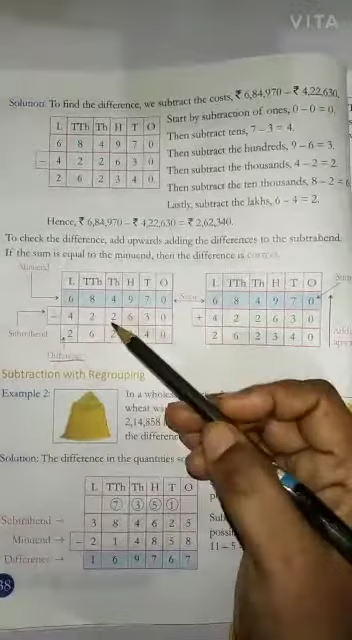 VITA
Solution: To find the difference, we subtract the costs, ₹ 6,84,970 – ₹ 4,22,630.
L TTh Th H T O
6 8 4 9 7 0
– 4 2 2 6 3 0
2 6 2 3 4 0
Start by subtraction of ones, 0 – 0 = 0.
Then subtract tens, 7 – 3 = 4.
Then subtract the hundreds, 9 – 6 = 3.
Then subtract the thousands, 4 – 2 = 2.
Then subtract the ten thousands, 8 – 2 = 6
Lastly, subtract the lakhs, 6 – 4 = 2.
Hence, ₹ 6,84,970 – ₹ 4,22,630 = ₹ 2,62,340.
To check the difference, add upwards adding the differences to the subtrahend.
If the sum is equal to the minuend, then the difference is correct.
Minuend
L TTh Th H T O
6 8 4 9 7 0
– 4 2 2 6 3 0
2 6 2 4 0
Subtrahend
Difference
L TTh Th H T O
6 8 4 9 7 0
+ 4 2 2 6 3 0
2 6 2 3 4 0
Subtraction with Regrouping
Example 2:
In a whole
wheat wa
2,14,858
the differen
Solution: The difference in the quantities
L TTh Th H T O
⑦ ③ ⑤ ①
Subtrahend → 3 8 4 6 2 5
Minuend → – 2 1 4 8 5 8
Difference → 1 6 9 7 6 7
possi
11 – 5
38